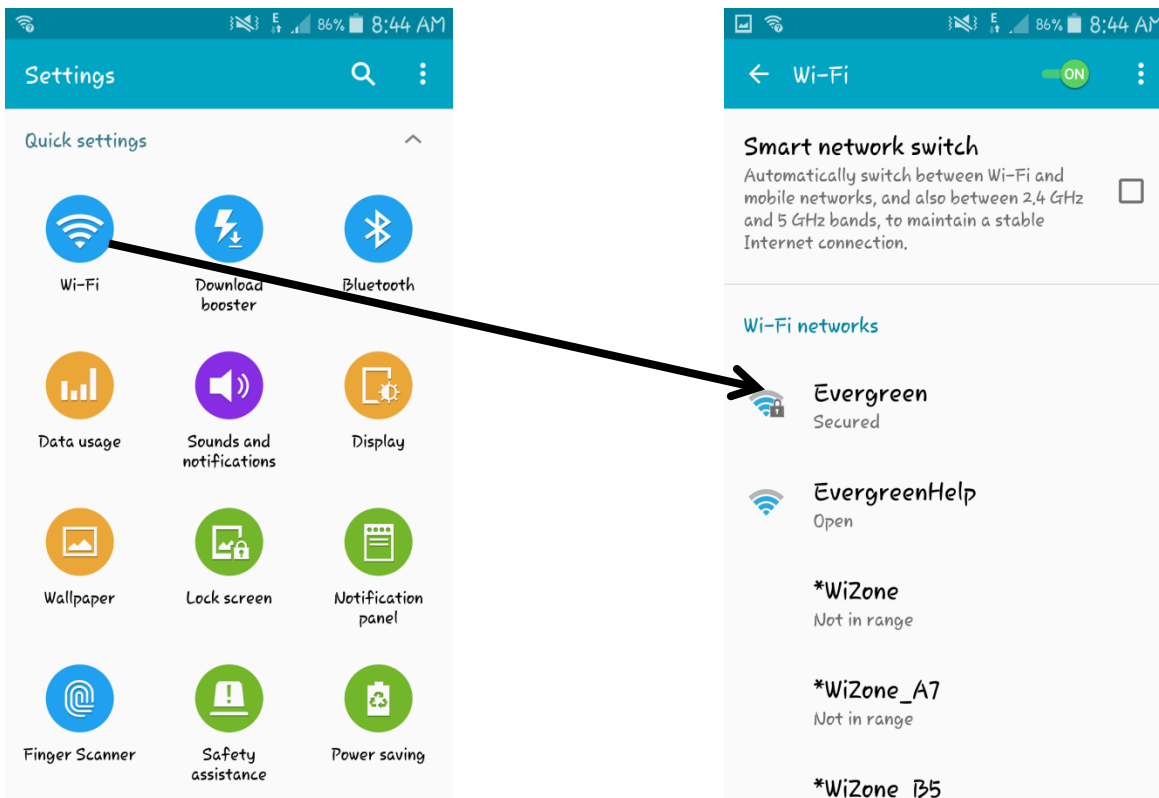 E 86% 8:44 AM
Settings
Quick settings
Wi-Fi
Download
booster
Bluetooth
Data usage
Sounds and
notifications
Display
Wallpaper
Lock screen
Notification
panel
Finger Scanner
Safety
assistance
Power saving
E 86% 8:44 AM
Wi-Fi
ON
Smart network switch
Automatically switch between Wi-Fi and
mobile networks, and also between 2.4 GHz
and 5 GHz bands, to maintain a stable
Internet connection.
Wi-Fi networks
Evergreen
Secured
EvergreenHelp
Open
*WiZone
Not in range
*WiZone_A7
Not in range
*WiZone_B5